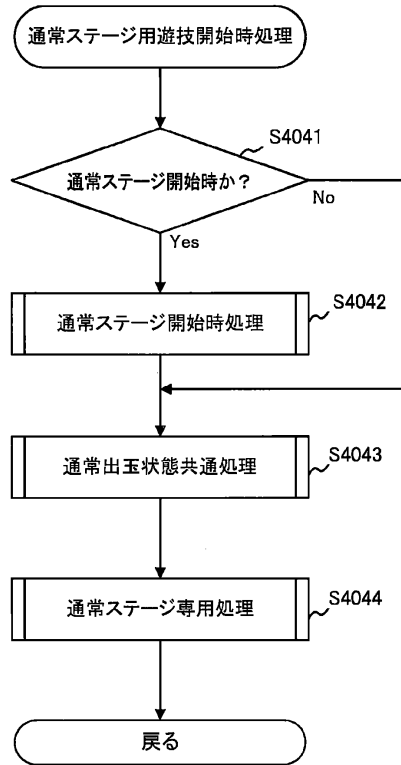 通常ステージ用遊技開始時処理
S4041
通常ステージ開始時か？
No
Yes
S4042
通常ステージ開始時処理
S4043
通常出玉状態共通処理
S4044
通常ステージ専用処理
戻る